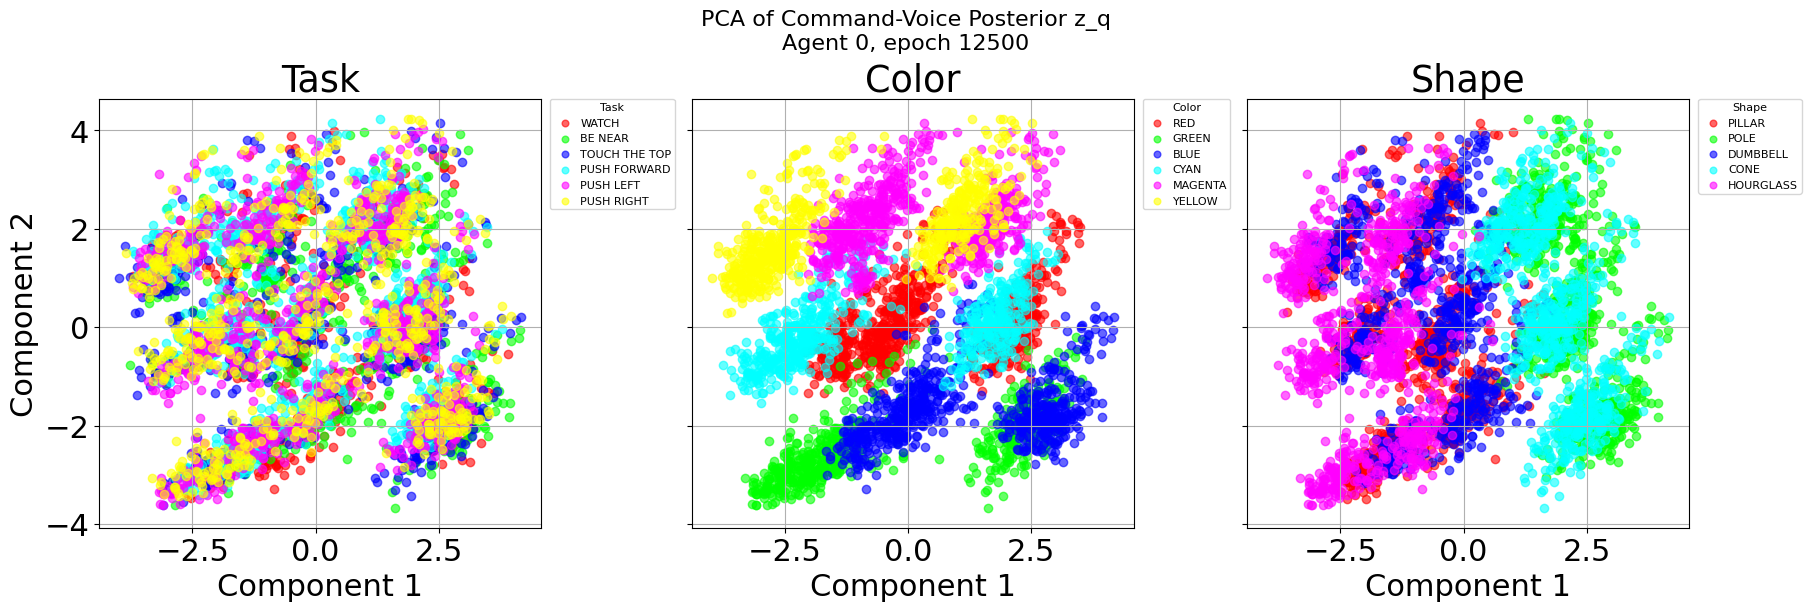 PCA of Command-Voice Posterior z_q
Agent 0, epoch 12500
Task
Color
Shape
Task
WATCH
BE NEAR
TOUCH THE TOP
PUSH FORWARD
PUSH LEFT
PUSH RIGHT
Color
RED
GREEN
BLUE
CYAN
MAGENTA
YELLOW
Shape
PILLAR
POLE
DUMBBELL
CONE
HOURGLASS
Component 2
4
2
0
−2
−4
−2.5 0.0 2.5
−2.5 0.0 2.5
−2.5 0.0 2.5
Component 1
Component 1
Component 1